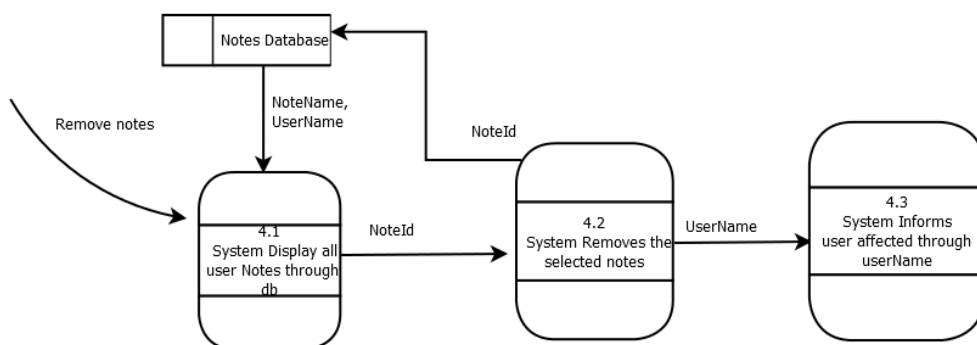 Notes Database
NoteName,
UserName
Remove notes
NoteId
4.1
System Display all
user Notes through
db
NoteId
4.2
System Removes the
selected notes
UserName
4.3
System Informs
user affected through
userName